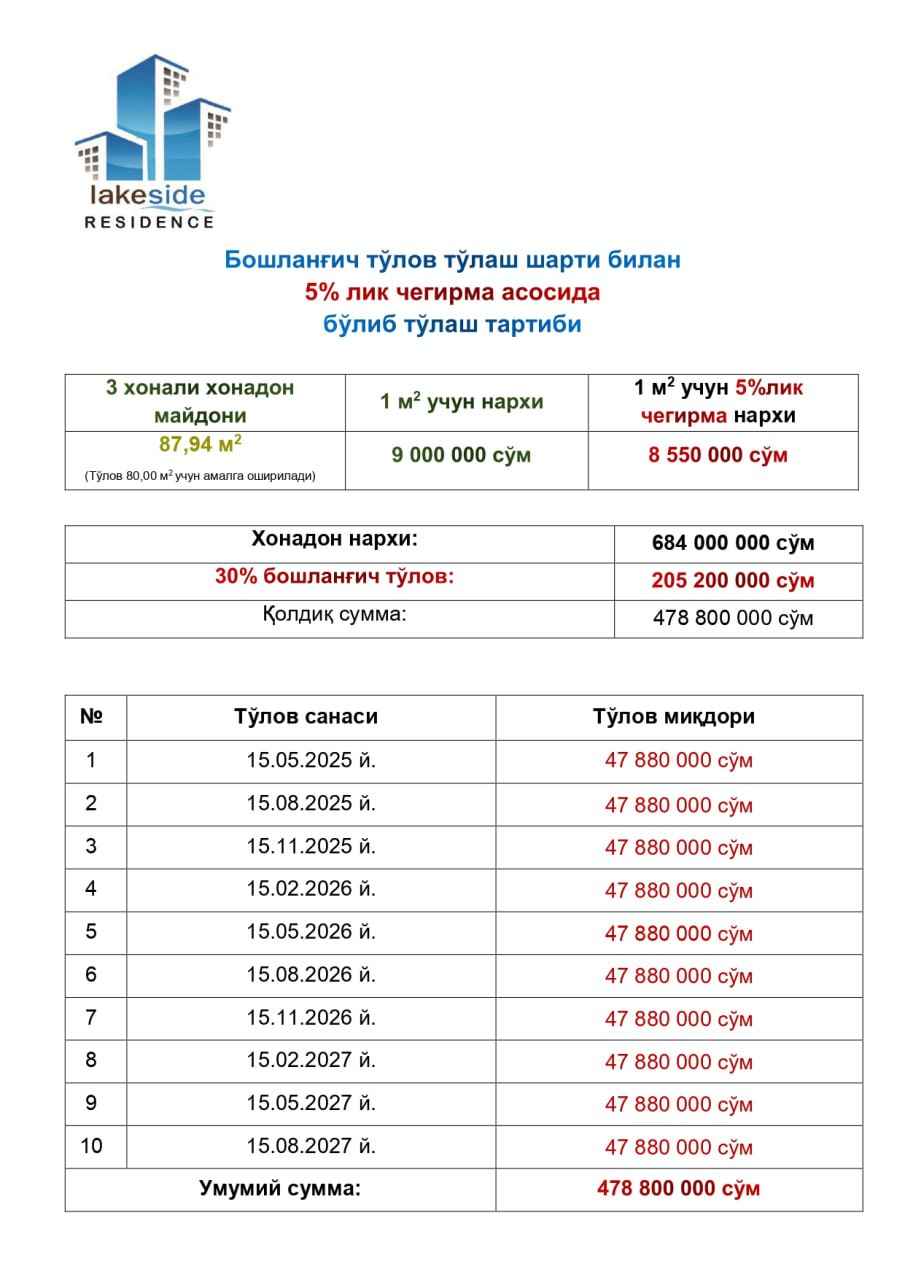 lakeside
RESIDENCE
Бошланғич тўлов тўлаш шарти билан
5% лик чегирма асосида
бўлиб тўлаш тартиби
3 хонали хонадон
майдони
1 м² учун нархи
1 м² учун 5%лик
чегирма нархи
87,94 м²
(Тўлов 80,00 м² учун амалга оширилади)
9 000 000 сўм
8 550 000 сўм
Хонадон нархи: 684 000 000 сўм
30% бошланғич тўлов: 205 200 000 сўм
Қолдиқ сумма: 478 800 000 сўм
№ Тўлов санаси Тўлов миқдори
1 15.05.2025 й. 47 880 000 сўм
2 15.08.2025 й. 47 880 000 сўм
3 15.11.2025 й. 47 880 000 сўм
4 15.02.2026 й. 47 880 000 сўм
5 15.05.2026 й. 47 880 000 сўм
6 15.08.2026 й. 47 880 000 сўм
7 15.11.2026 й. 47 880 000 сўм
8 15.02.2027 й. 47 880 000 сўм
9 15.05.2027 й. 47 880 000 сўм
10 15.08.2027 й. 47 880 000 сўм
Умумий сумма: 478 800 000 сўм